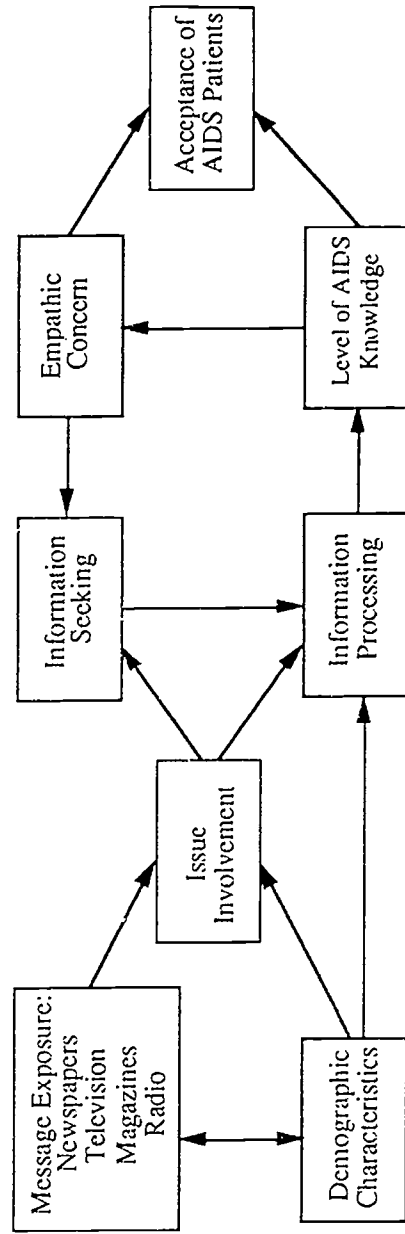 Message Exposure:
Newspapers
Television
Magazines
Radio
Demographic
Characteristics
Issue
Involvement
Information
Seeking
Information
Processing
Empathic
Concern
Level of AIDS
Knowledge
Acceptance of
AIDS Patients